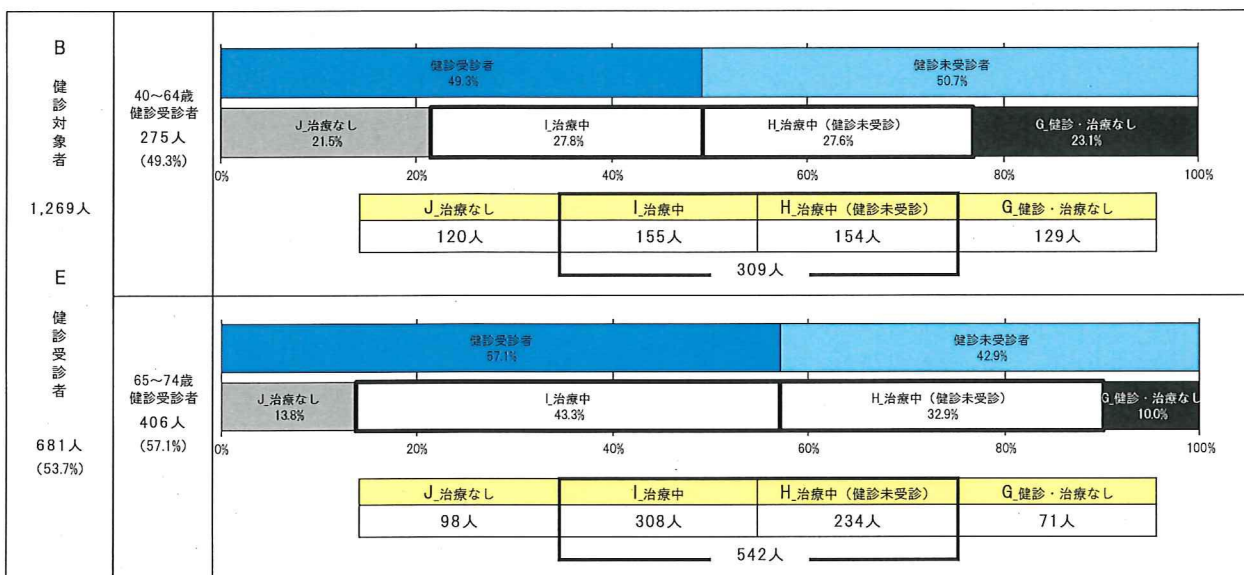 B
健診対象者
1,269人
E
健診受診者
681人
(53.7%)
40～64歳
健診受診者
275人
(49.3%)
健診受診者
49.3%
健診未受診者
50.7%
J_治療なし
21.5%
I_治療中
27.8%
H_治療中（健診未受診）
27.6%
G_健診・治療なし
23.1%
0% 20% 40% 60% 80% 100%
J_治療なし I_治療中 H_治療中（健診未受診） G_健診・治療なし
120人 155人 154人 129人
309人
65～74歳
健診受診者
406人
(57.1%)
健診受診者
57.1%
健診未受診者
42.9%
J_治療なし
13.8%
I_治療中
43.3%
H_治療中（健診未受診）
32.9%
G_健診・治療なし
10.0%
0% 20% 40% 60% 80% 100%
J_治療なし I_治療中 H_治療中（健診未受診） G_健診・治療なし
98人 308人 234人 71人
542人